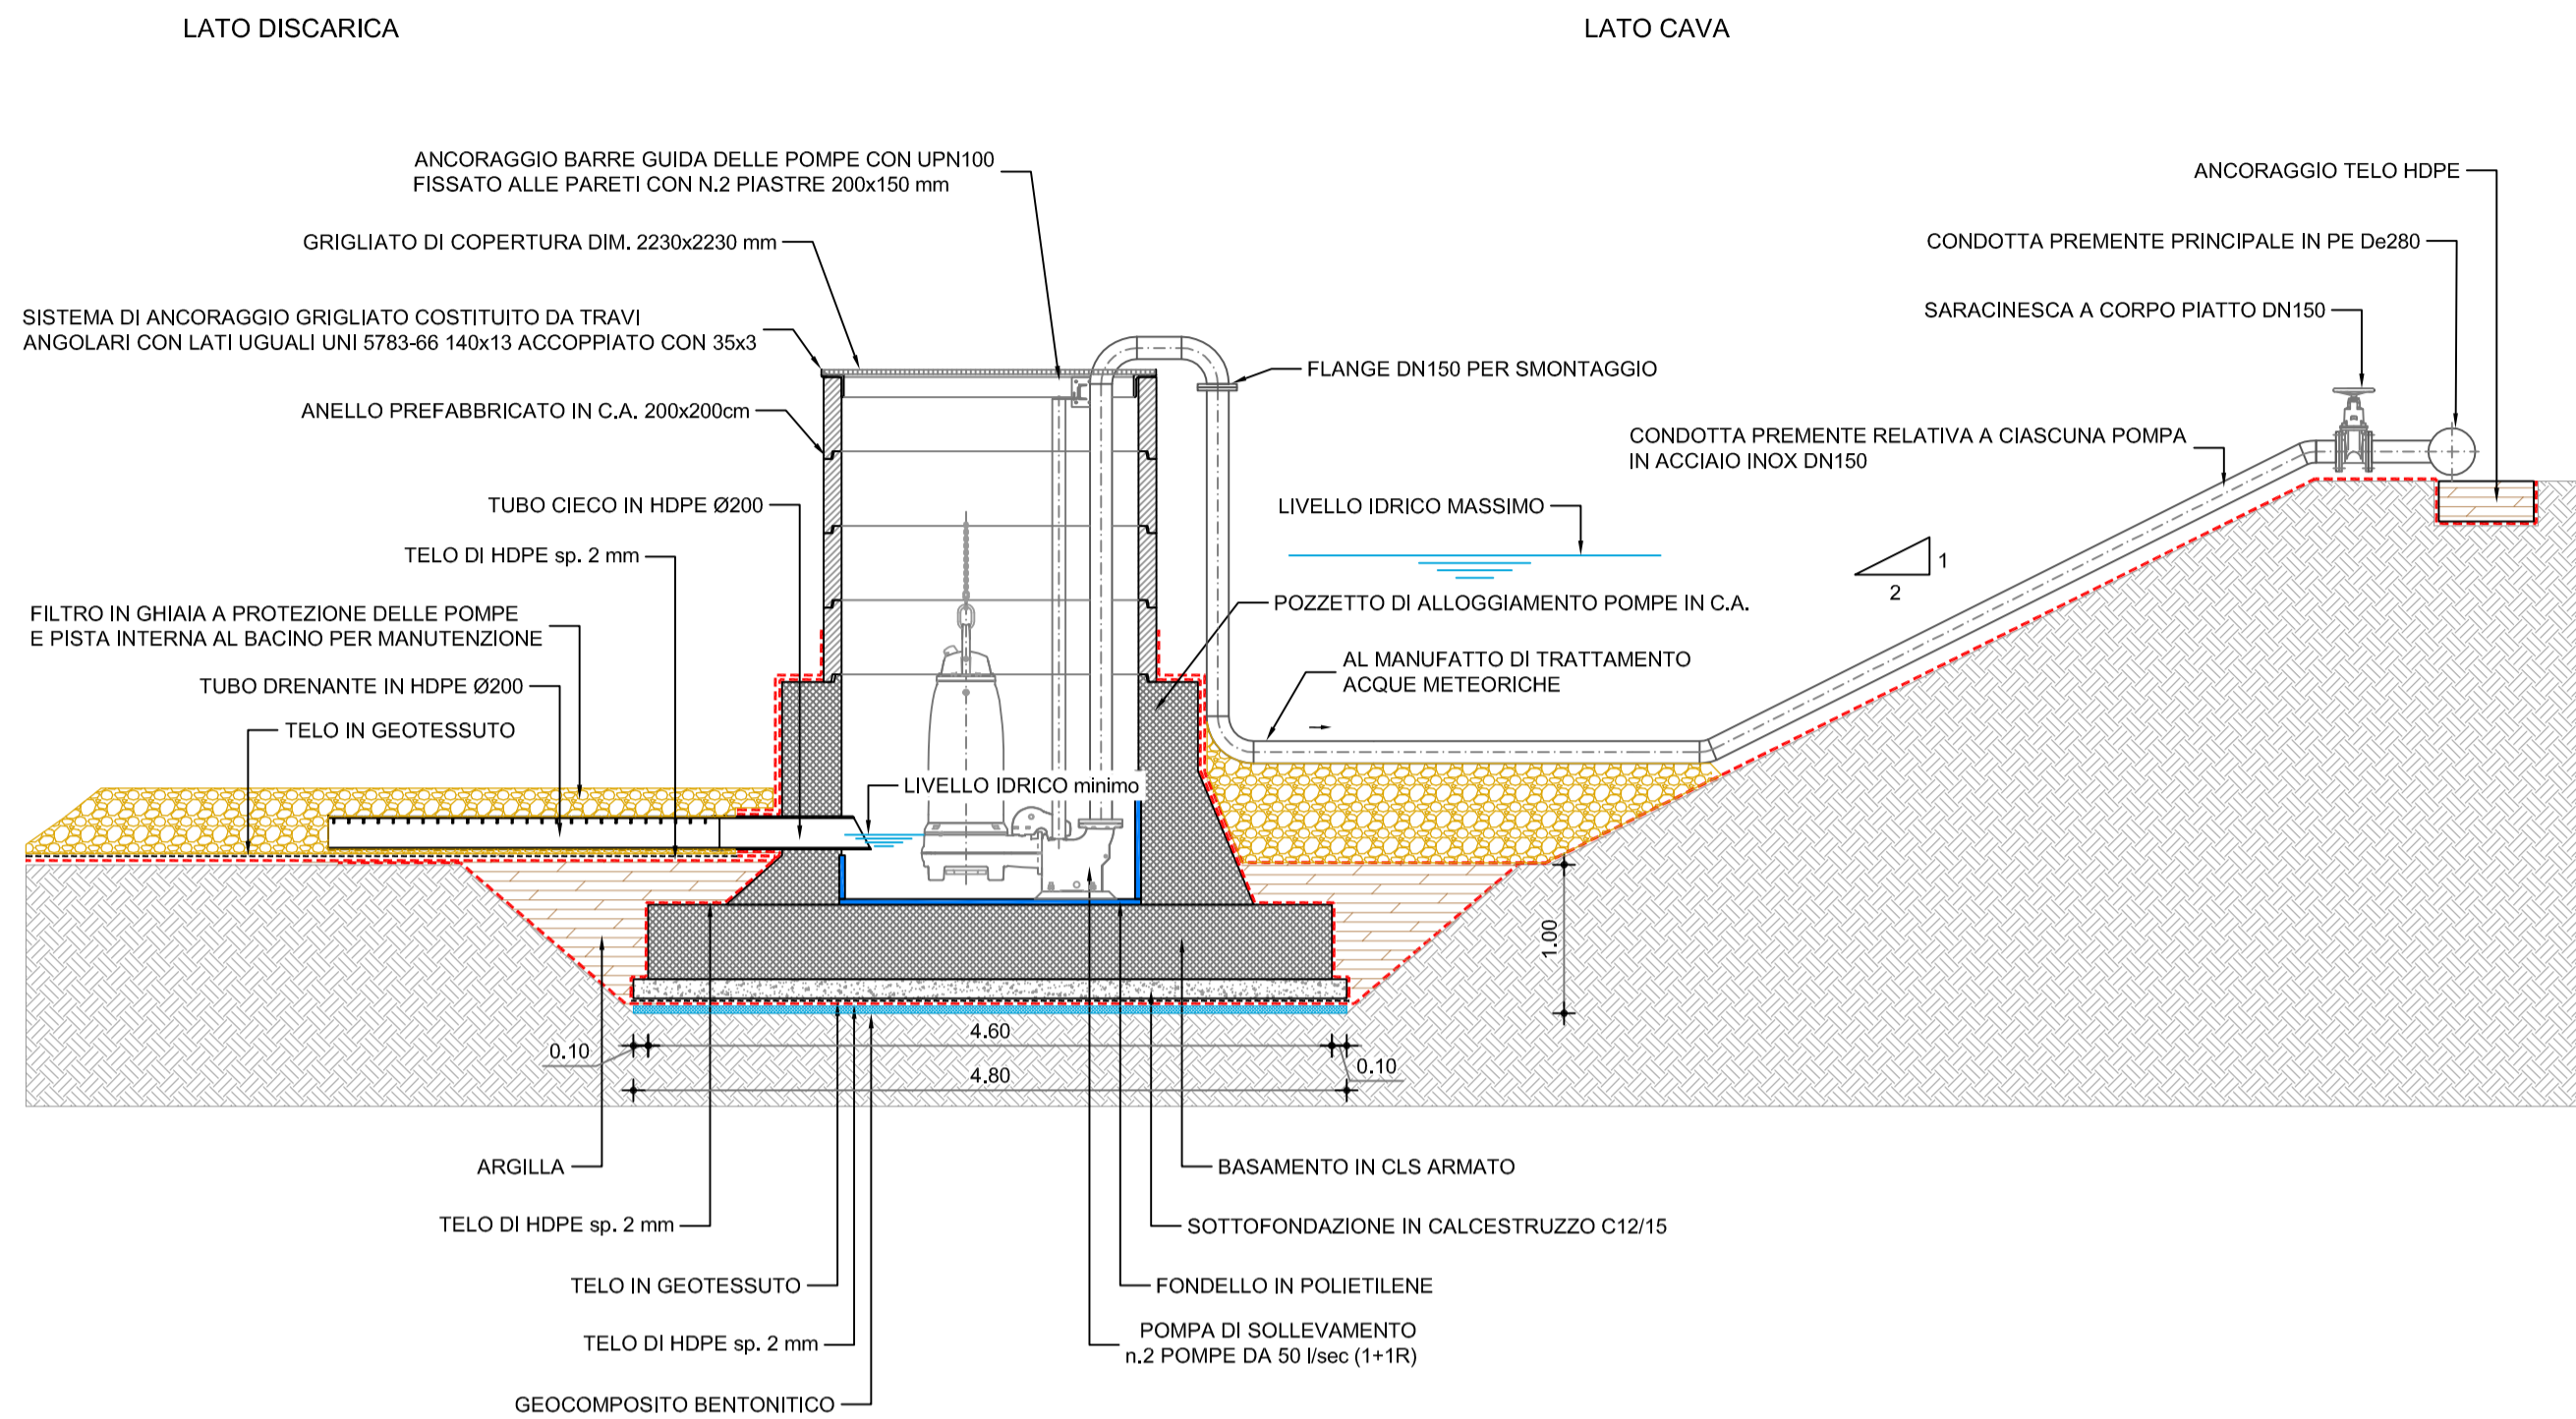 LATO DISCARICA
LATO CAVA
ANCORAGGIO BARRE GUIDA DELLE POMPE CON UPN100
FISSATO ALLE PARETI CON N.2 PIASTRE 200x150 mm
ANCORAGGIO TELO HDPE
GRIGLIATO DI COPERTURA DIM. 2230x2230 mm
CONDOTTA PREMENTE PRINCIPALE IN PE De280
SISTEMA DI ANCORAGGIO GRIGLIATO COSTITUITO DA TRAVI
ANGOLARI CON LATI UGUALI UNI 5783-66 140x13 ACCOPPIATO CON 35x3
SARACINESCA A CORPO PIATTO DN150
FLANGE DN150 PER SMONTAGGIO
ANELLO PREFABBRICATO IN C.A. 200x200cm
CONDOTTA PREMENTE RELATIVA A CIASCUNA POMPA
IN ACCIAIO INOX DN150
TUBO CIECO IN HDPE Ø200
LIVELLO IDRICO MASSIMO
TELO DI HDPE sp. 2 mm
1
2
FILTRO IN GHIAIA A PROTEZIONE DELLE POMPE
E PISTA INTERNA AL BACINO PER MANUTENZIONE
POZZETTO DI ALLOGGIAMENTO POMPE IN C.A.
TUBO DRENANTE IN HDPE Ø200
AL MANUFATTO DI TRATTAMENTO
ACQUE METEORICHE
TELO IN GEOTESSUTO
LIVELLO IDRICO minimo
1.00
4.60
0.10
0.10
4.80
ARGILLA
BASAMENTO IN CLS ARMATO
TELO DI HDPE sp. 2 mm
SOTTOFONDAZIONE IN CALCESTRUZZO C12/15
TELO IN GEOTESSUTO
FONDELLO IN POLIETILENE
TELO DI HDPE sp. 2 mm
POMPA DI SOLLEVAMENTO
n.2 POMPE DA 50 l/sec (1+1R)
GEOCOMPOSITO BENTONITICO